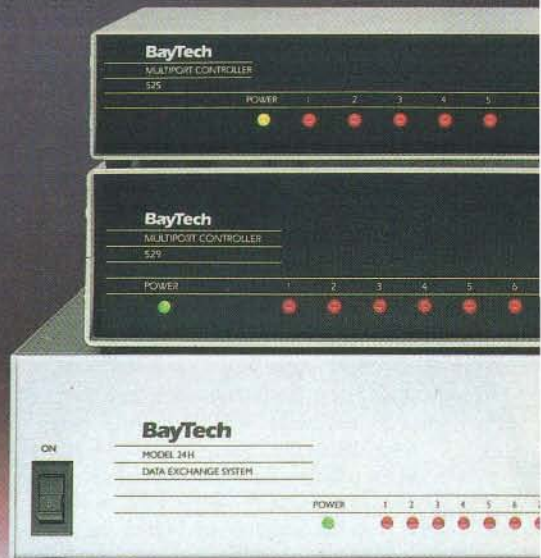 BayTech
MULTIPORT CONTROLLER
525
POWER 1 2 3 4 5
BayTech
MULTIPORT CONTROLLER
529
POWER 1 2 3 4 5 6
BayTech
ON
MODEL 24H
DATA EXCHANGE SYSTEM
POWER 1 2 3 4 5 6